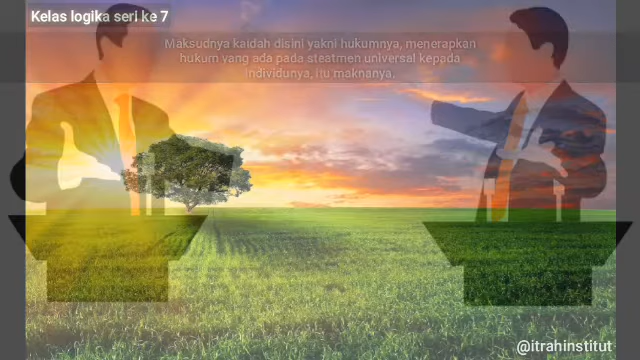 Kelas logika seri ke 7
Maksudnya kaidah disini yakni hukumnya, menerapkan
hukum yang ada pada steatmen universal kepada
individunya, itu maknanya.
@itrahinstitut